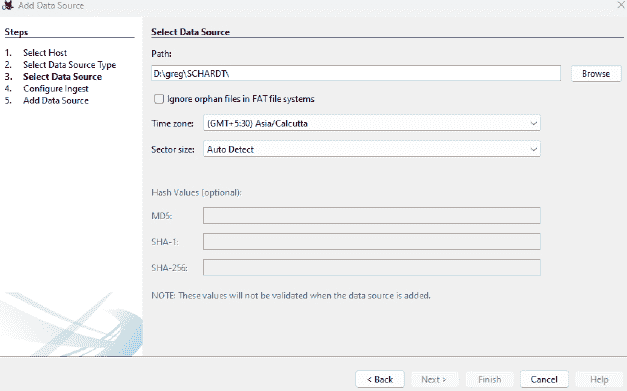 Add Data Source
Steps
1. Select Host
2. Select Data Source Type
3. Select Data Source
4. Configure Ingest
5. Add Data Source
Select Data Source
Path:
D:\greg\SCHARDT\
Browse
Ignore orphan files in FAT file systems
Time zone: (GMT+5:30) Asia/Calcutta
Sector size: Auto Detect
Hash Values (optional):
MD5:
SHA-1:
SHA-256:
NOTE: These values will not be validated when the data source is added.
< Back Next > Finish Cancel Help